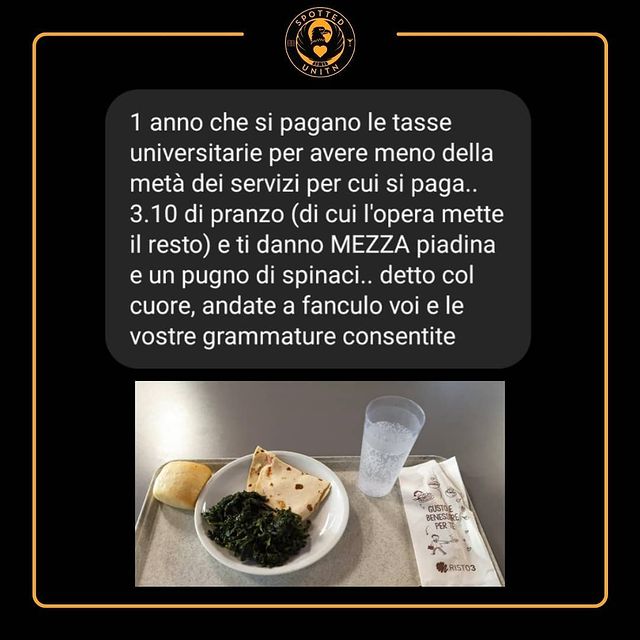 SPOTTED
UNITN
1 anno che si pagano le tasse
universitarie per avere meno della
metà dei servizi per cui si paga..
3.10 di pranzo (di cui l'opera mette
il resto) e ti danno MEZZA piadina
e un pugno di spinaci.. detto col
cuore, andate a fanculo voi e le
vostre grammature consentite
GUSTO E
BENESSERE
PER TE
RISTO3